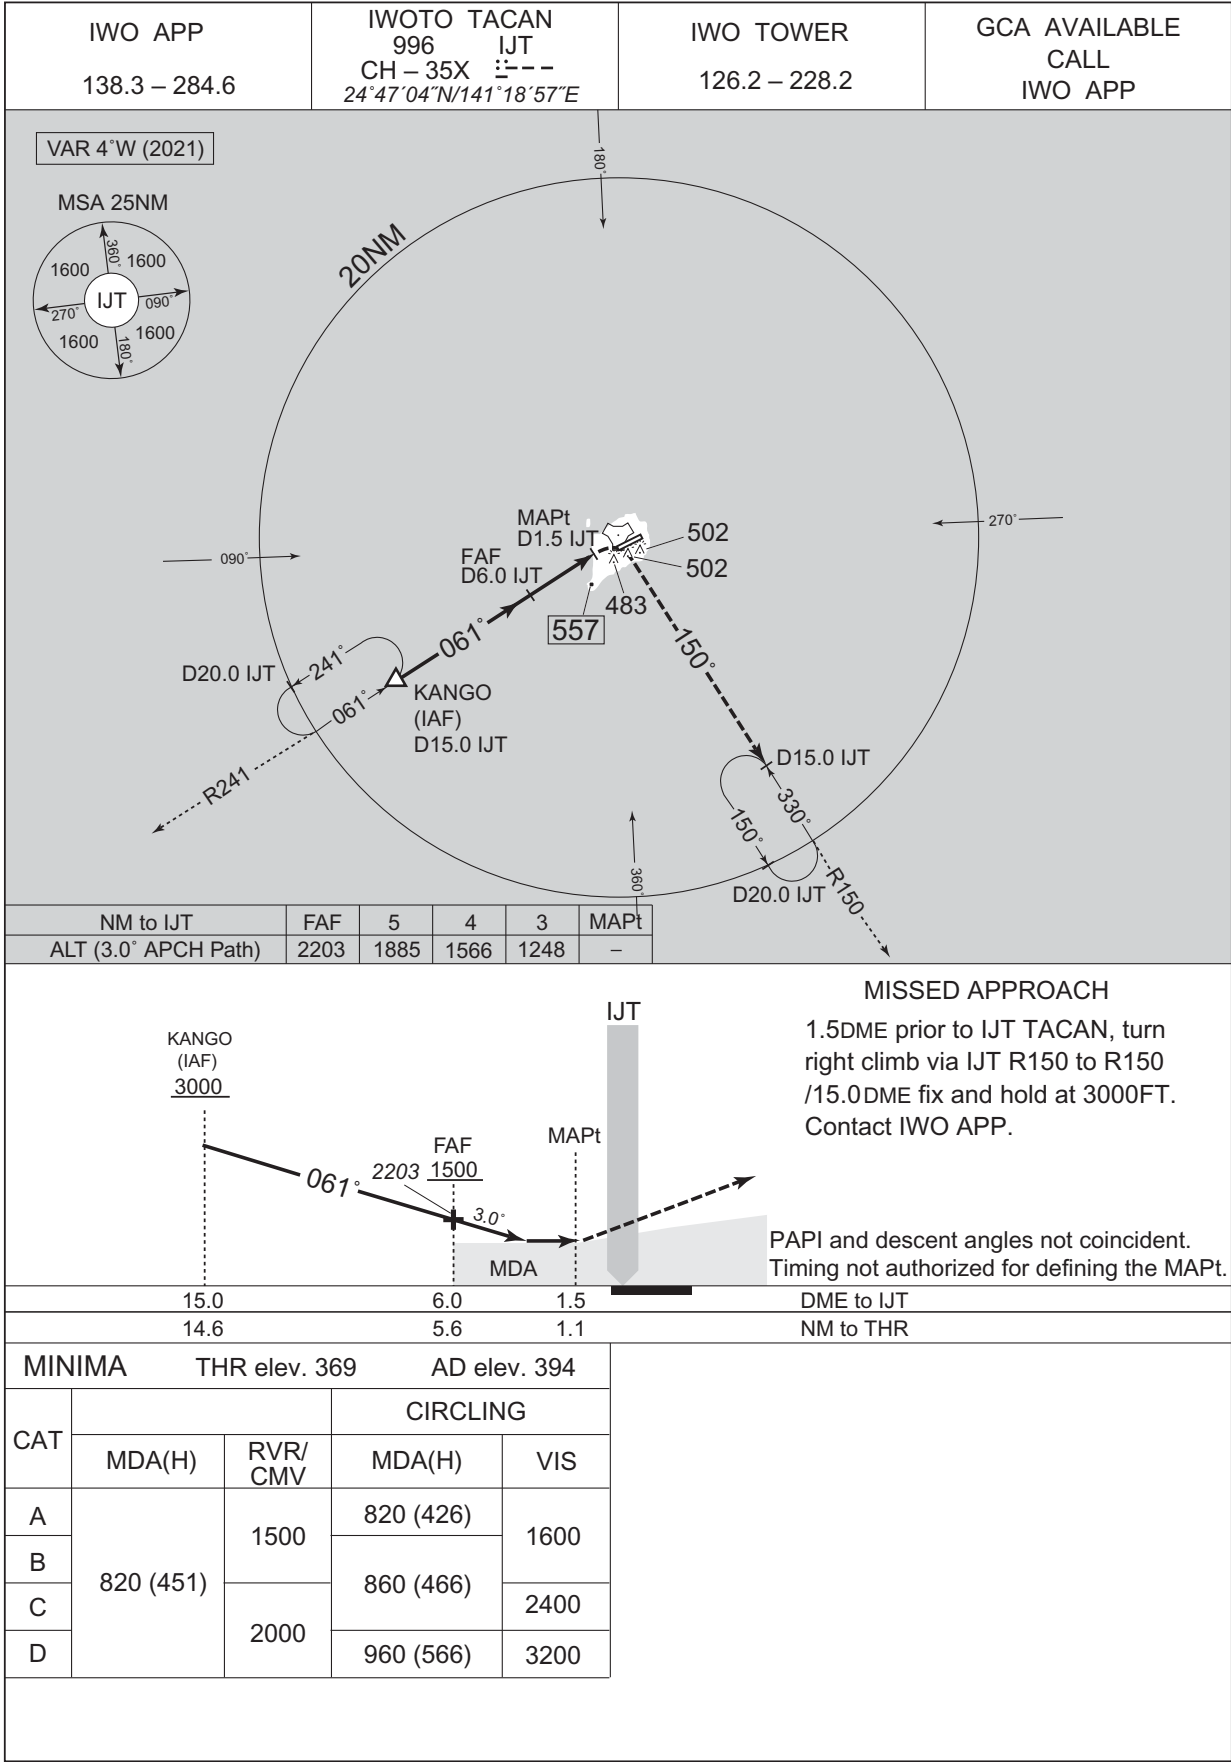 IWO APP
138.3 – 284.6
IWOTO TACAN
996 IJT
CH – 35X
24˚47´04˝N/141˚18´57˝E
IWO TOWER
126.2 – 228.2
GCA AVAILABLE
CALL
IWO APP
VAR 4˚W (2021)
MSA 25NM
360˚
1600
1600
IJT
090˚
270˚
1600
1600
180˚
180˚
20NM
270˚
090˚
MAPt
D1.5 IJT
FAF
D6.0 IJT
502
502
483
557
061˚
150˚
241˚
D20.0 IJT
061˚
KANGO
(IAF)
D15.0 IJT
R241
D15.0 IJT
330˚
150˚
D20.0 IJT
R150
360˚
NM to IJT FAF 5 4 3 MAPt
ALT (3.0˚ APCH Path) 2203 1885 1566 1248 –
MISSED APPROACH
1.5DME prior to IJT TACAN, turn
right climb via IJT R150 to R150
/15.0DME fix and hold at 3000FT.
Contact IWO APP.
IJT
KANGO
(IAF)
3000
MAPt
FAF
2203 1500
061˚
3.0˚
MDA
PAPI and descent angles not coincident.
Timing not authorized for defining the MAPt.
15.0 6.0 1.5 DME to IJT
14.6 5.6 1.1 NM to THR
MINIMA THR elev. 369 AD elev. 394
CAT
CIRCLING
MDA(H)
RVR/
CMV
MDA(H)
VIS
A
B
C
D
820 (451)
1500
2000
820 (426)
860 (466)
960 (566)
1600
2400
3200